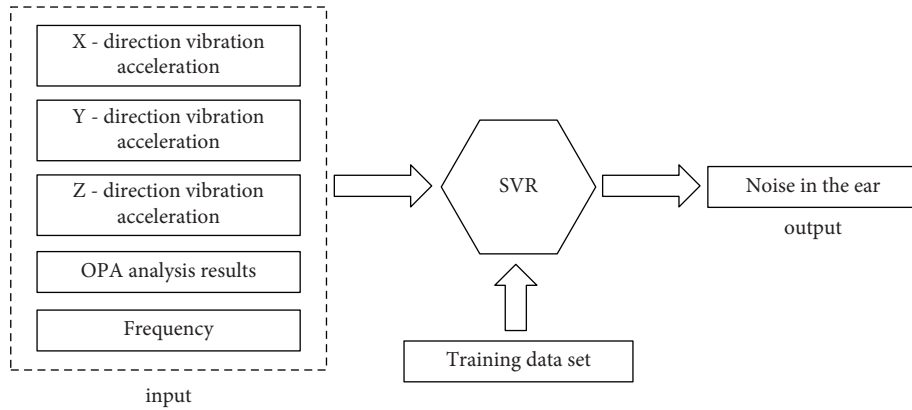 X - direction vibration
acceleration
Y - direction vibration
acceleration
Z - direction vibration
acceleration
OPA analysis results
Frequency
input
SVR
Training data set
Noise in the ear
output